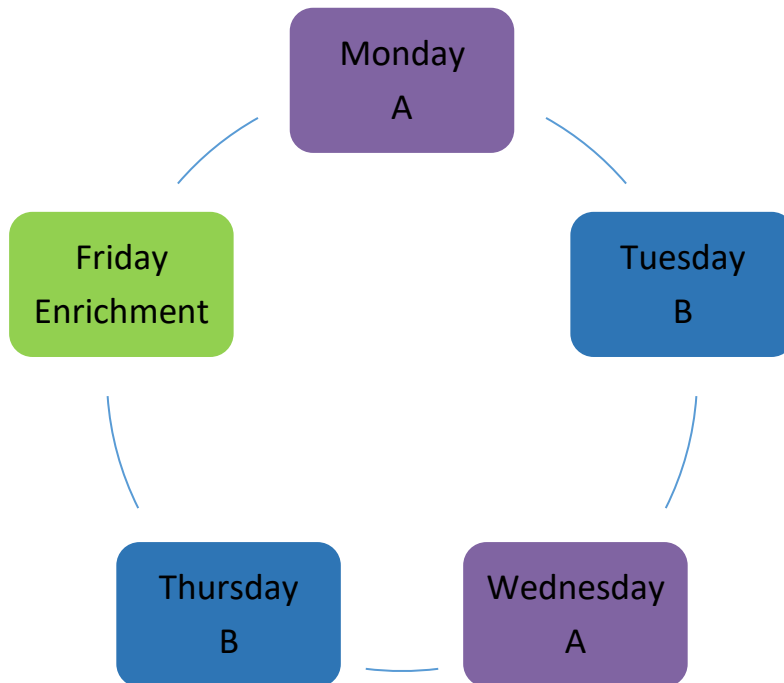 Monday
A
Tuesday
B
Wednesday
A
Thursday
B
Friday
Enrichment